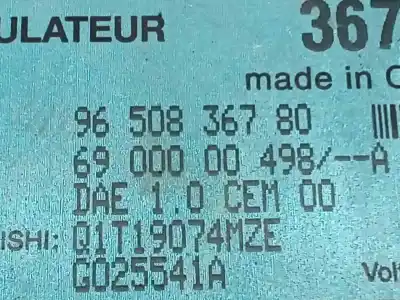 ULATEUR 367
made in
96 508 367 80
69 000 00 498/--A
DAE 1.0 CEM 00
ISHI: Q1T19074MZE
G025541A Vol